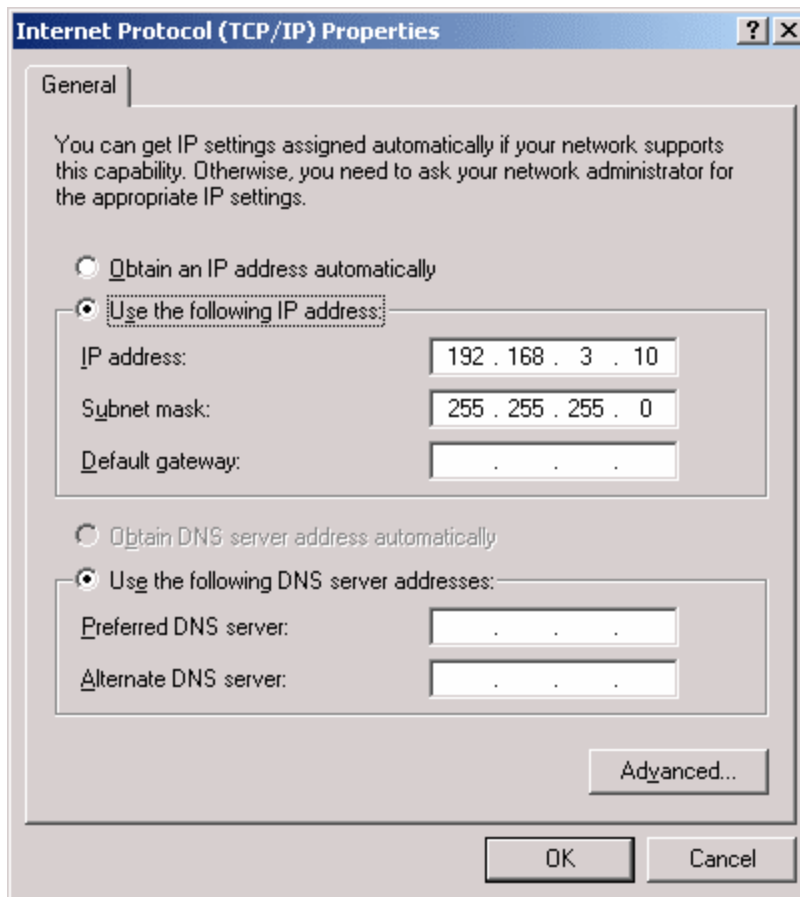 Internet Protocol (TCP/IP) Properties
General
You can get IP settings assigned automatically if your network supports
this capability. Otherwise, you need to ask your network administrator for
the appropriate IP settings.
Obtain an IP address automatically
Use the following IP address:
IP address: 192 . 168 . 3 . 10
Subnet mask: 255 . 255 . 255 . 0
Default gateway: . . .
Obtain DNS server address automatically
Use the following DNS server addresses:
Preferred DNS server: . . .
Alternate DNS server: . . .
Advanced...
OK Cancel